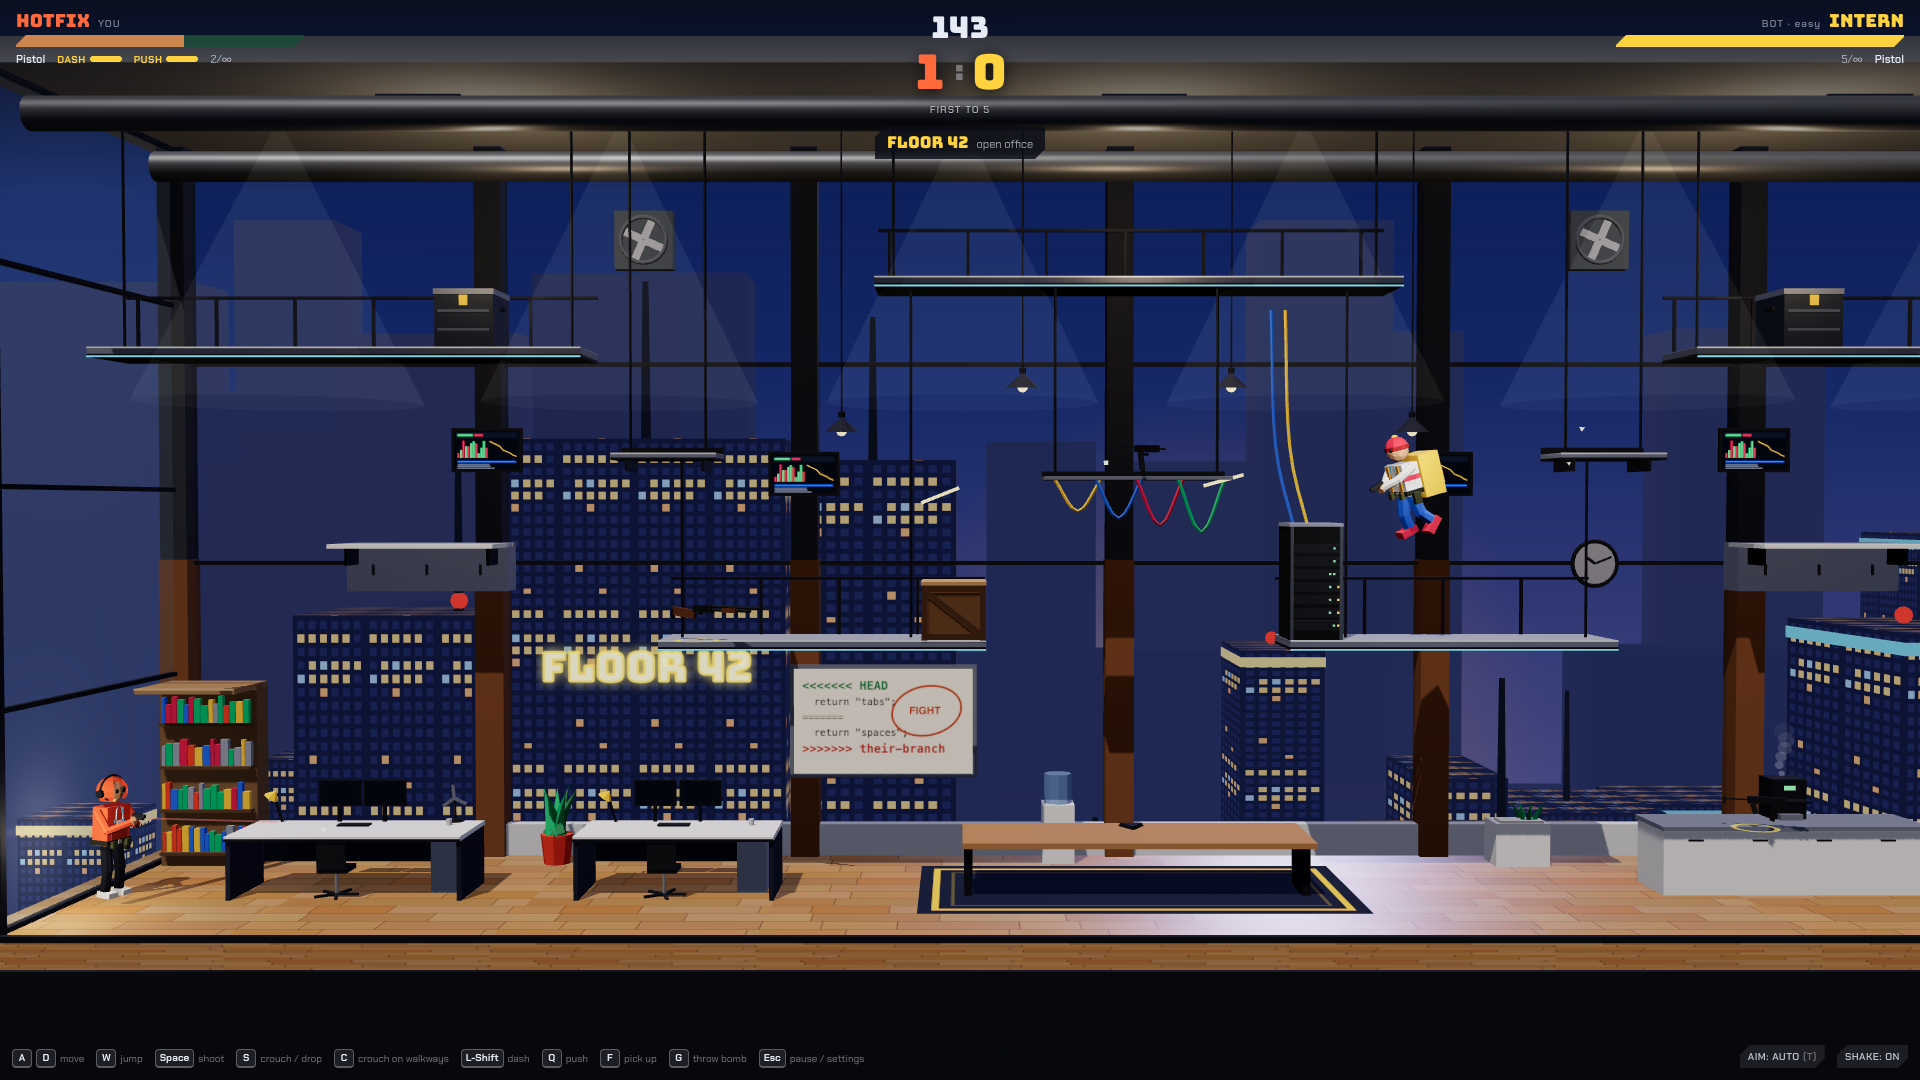 HOTFIX YOU
Pistol DASH PUSH 2/∞
143
1 : 0
FIRST TO 5
FLOOR 42 open office
BOT · easy INTERN
5/∞ Pistol
FLOOR 42
<<<<<<< HEAD
return "tabs";
=======
return "spaces";
>>>>>>> their-branch
FIGHT
A D move W jump Space shoot S crouch / drop C crouch on walkways L-Shift dash Q push F pick up G throw bomb Esc pause / settings
AIM: AUTO (T) SHAKE: ON